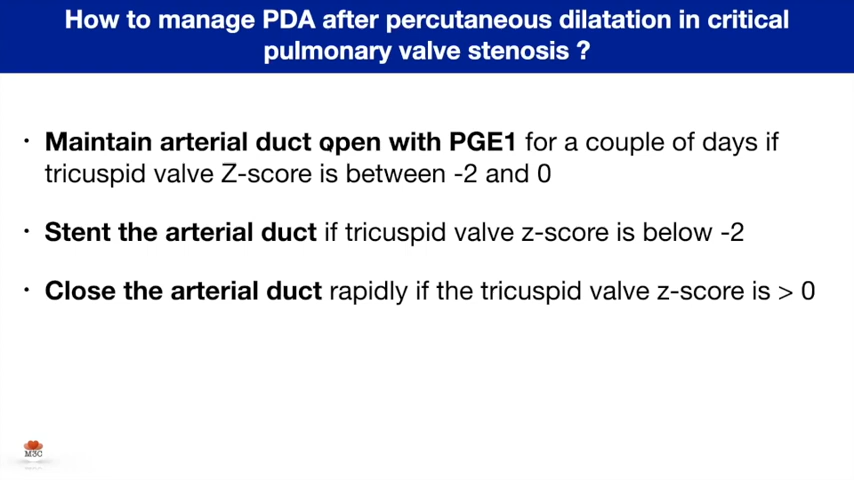 How to manage PDA after percutaneous dilatation in critical
pulmonary valve stenosis ?
• Maintain arterial duct open with PGE1 for a couple of days if
tricuspid valve Z-score is between -2 and 0
• Stent the arterial duct if tricuspid valve z-score is below -2
• Close the arterial duct rapidly if the tricuspid valve z-score is > 0
M3C